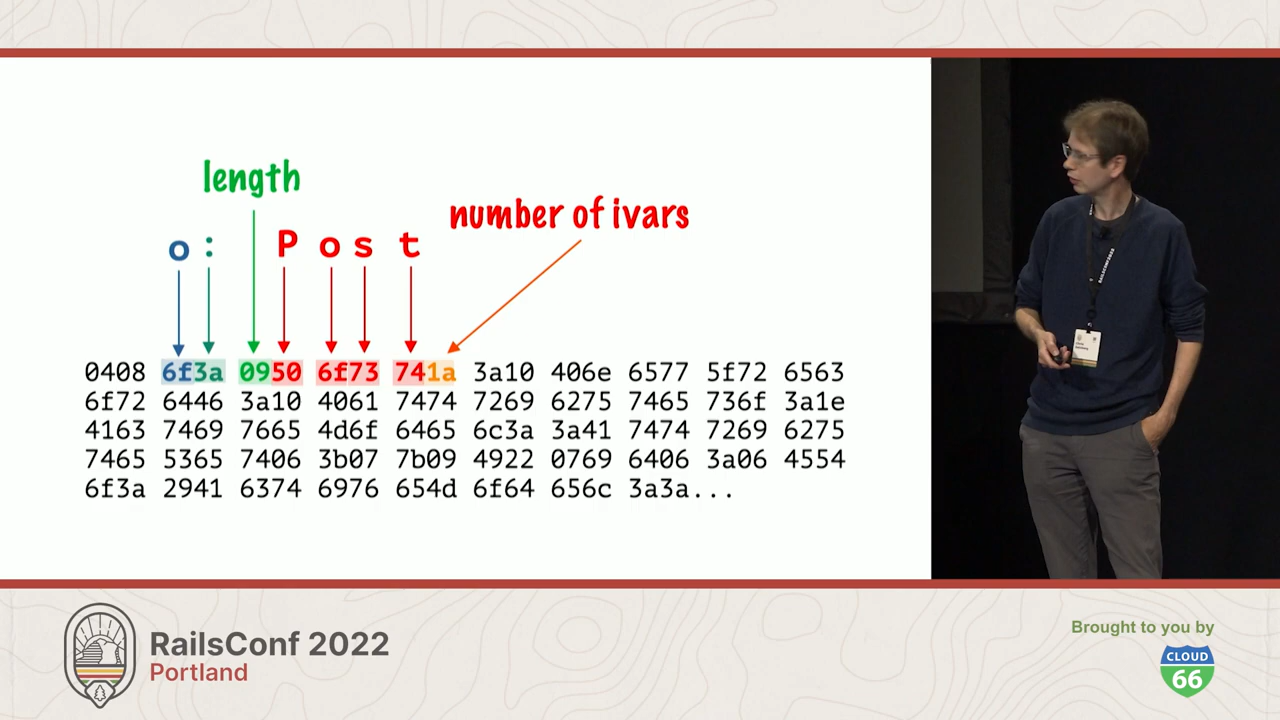 length
number of ivars
o : P o s t
0408 6f3a 0950 6f73 741a 3a10 406e 6577 5f72 6563
6f72 6446 3a10 4061 7474 7269 6275 7465 736f 3a1e
4163 7469 7665 4d6f 6465 6c3a 3a41 7474 7269 6275
7465 5365 7406 3b07 7b09 4922 0769 6406 3a06 4554
6f3a 2941 6374 6976 654d 6f64 656c 3a3a...
RailsConf 2022
Portland
Brought to you by
CLOUD
66